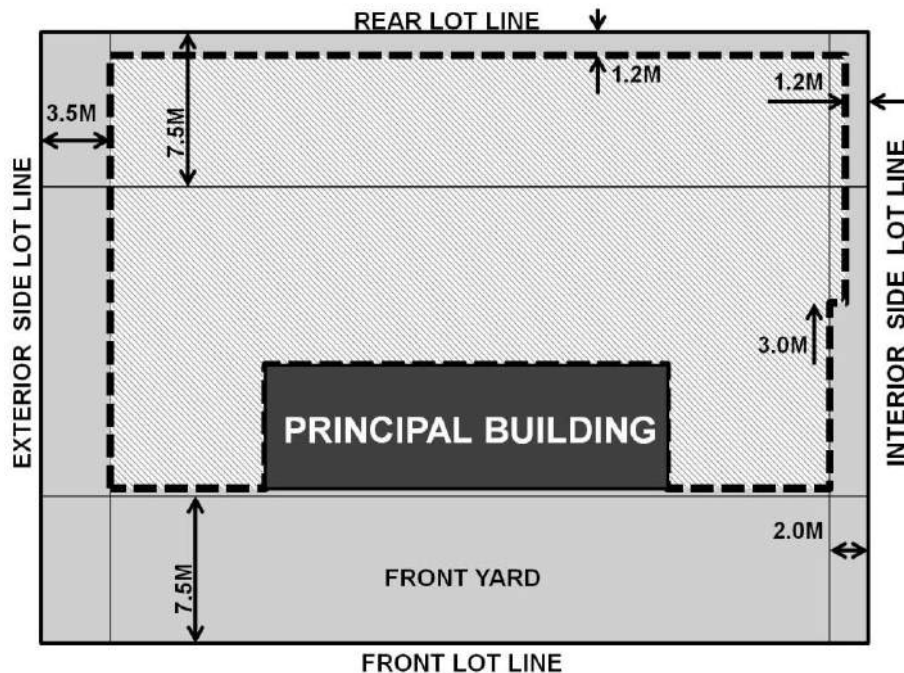 REAR LOT LINE
1.2M
1.2M
3.5M
7.5M
EXTERIOR SIDE LOT LINE
INTERIOR SIDE LOT LINE
3.0M
PRINCIPAL BUILDING
2.0M
FRONT YARD
7.5M
FRONT LOT LINE